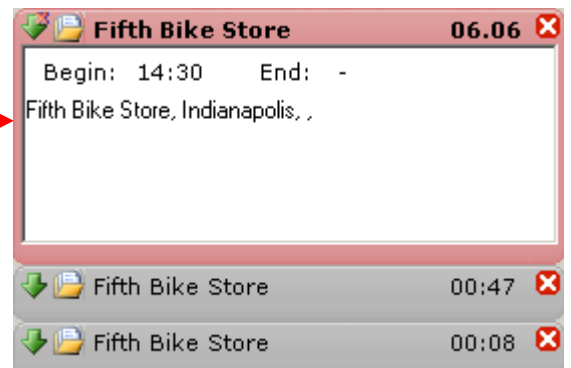 Fifth Bike Store 06.06
Begin: 14:30 End: -
Fifth Bike Store, Indianapolis, ,
Fifth Bike Store 00:47
Fifth Bike Store 00:08